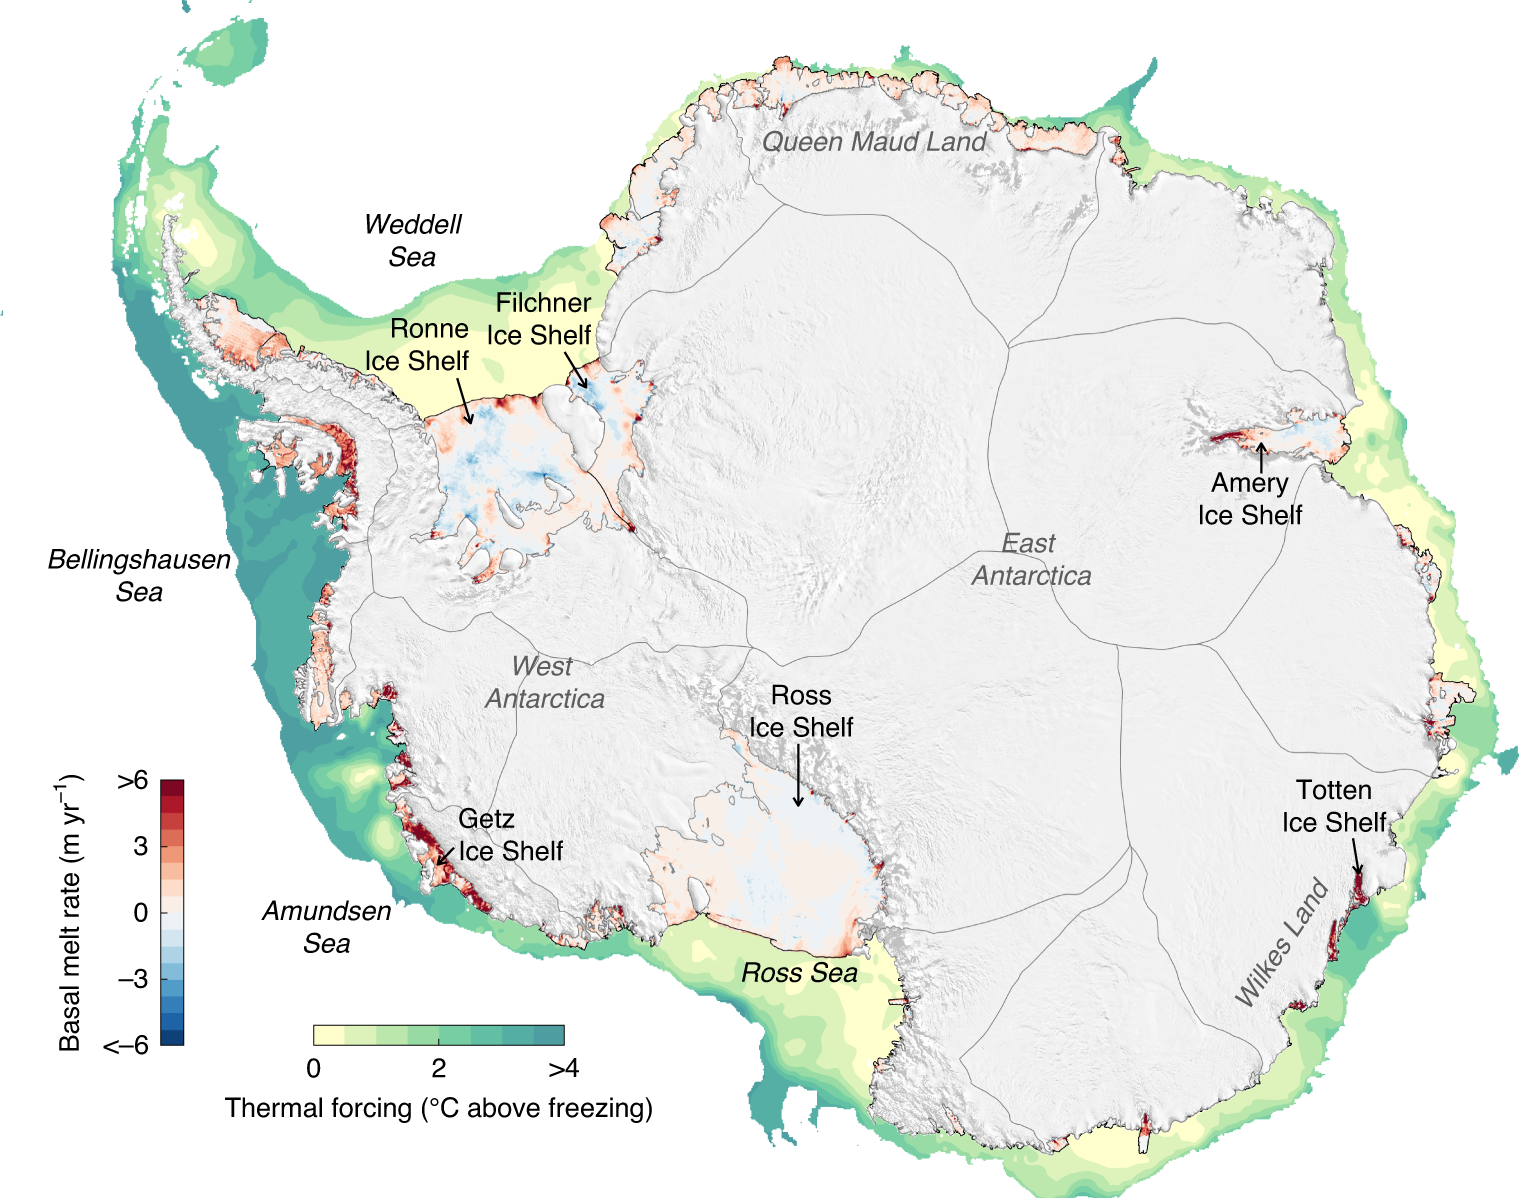 Queen Maud Land
Weddell
Sea
Filchner
Ice Shelf
Ronne
Ice Shelf
Amery
Ice Shelf
East
Antarctica
Bellingshausen
Sea
West
Antarctica
Ross
Ice Shelf
Totten
Ice Shelf
Getz
Ice Shelf
Wilkes Land
Amundsen
Sea
Ross Sea
Basal melt rate (m yr⁻¹)
>6
3
0
–3
<–6
0
2
>4
Thermal forcing (°C above freezing)